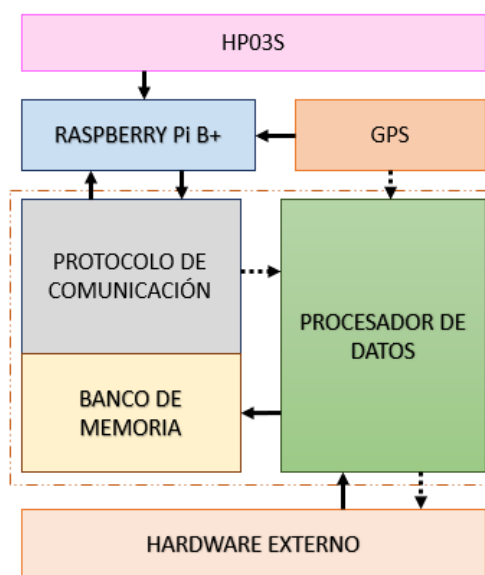 HP03S
RASPBERRY Pi B+
GPS
PROTOCOLO DE
COMUNICACIÓN
PROCESADOR DE
DATOS
BANCO DE
MEMORIA
HARDWARE EXTERNO